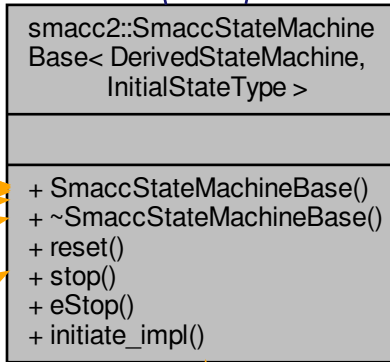 smacc2::SmaccStateMachine
Base< DerivedStateMachine,
InitialStateType >
+ SmaccStateMachineBase()
+ ~SmaccStateMachineBase()
+ reset()
+ stop()
+ eStop()
+ initiate_impl()